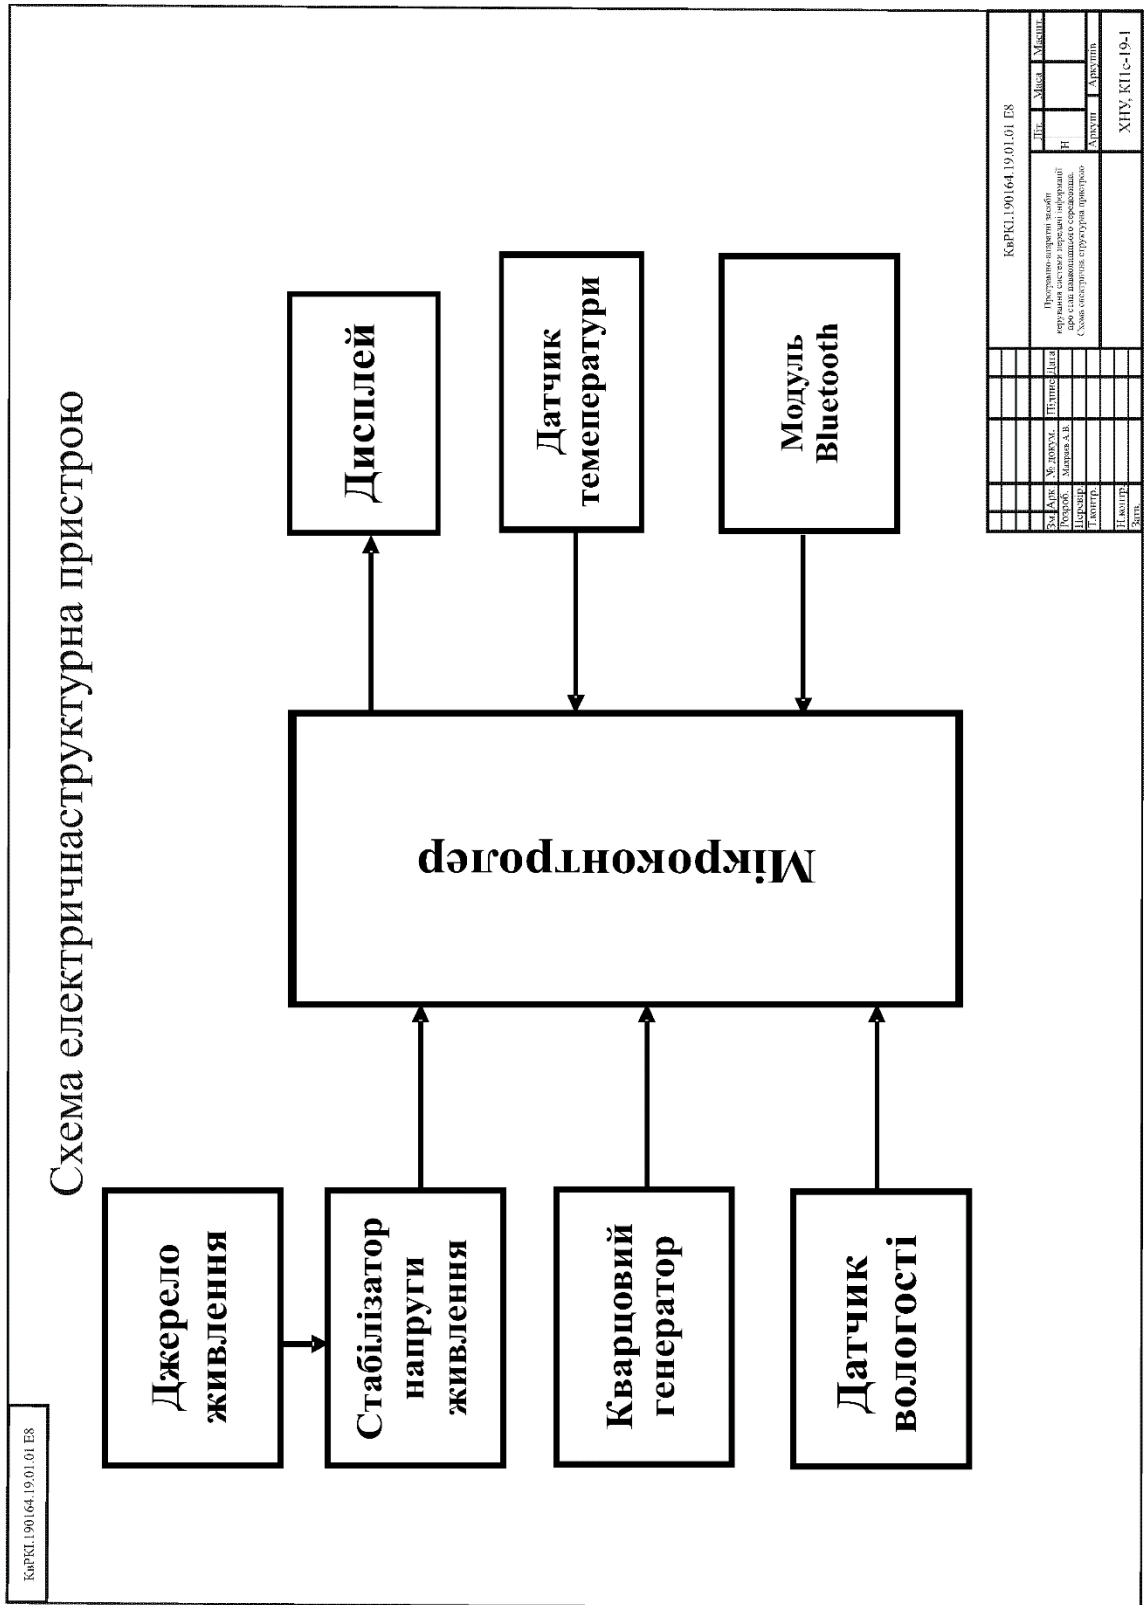 КвРКІ.190164.19.01.01 Е8
Схема електричнаструктурна пристрою
Джерело
живлення
Стабілізатор
напруги
живлення
Кварцовий
генератор
Датчик
вологості
Мікроконтролер
Дисплей
Датчик
темеператури
Модуль
Bluetooth
КвРКІ.190164.19.01.01 Е8
Зм. Арк № докум. Підпис Дата
Розроб.
Перевір.
Т.контр.
Н.контр.
Затв.
Програмно-апаратні засоби
керування системи передачі інформації
про стан навколишнього середовища.
Схема електрична структурна пристрою
Літ. Маса Масшт.
Н
Аркуш Аркушів
ХНУ, КІ1с-19-1